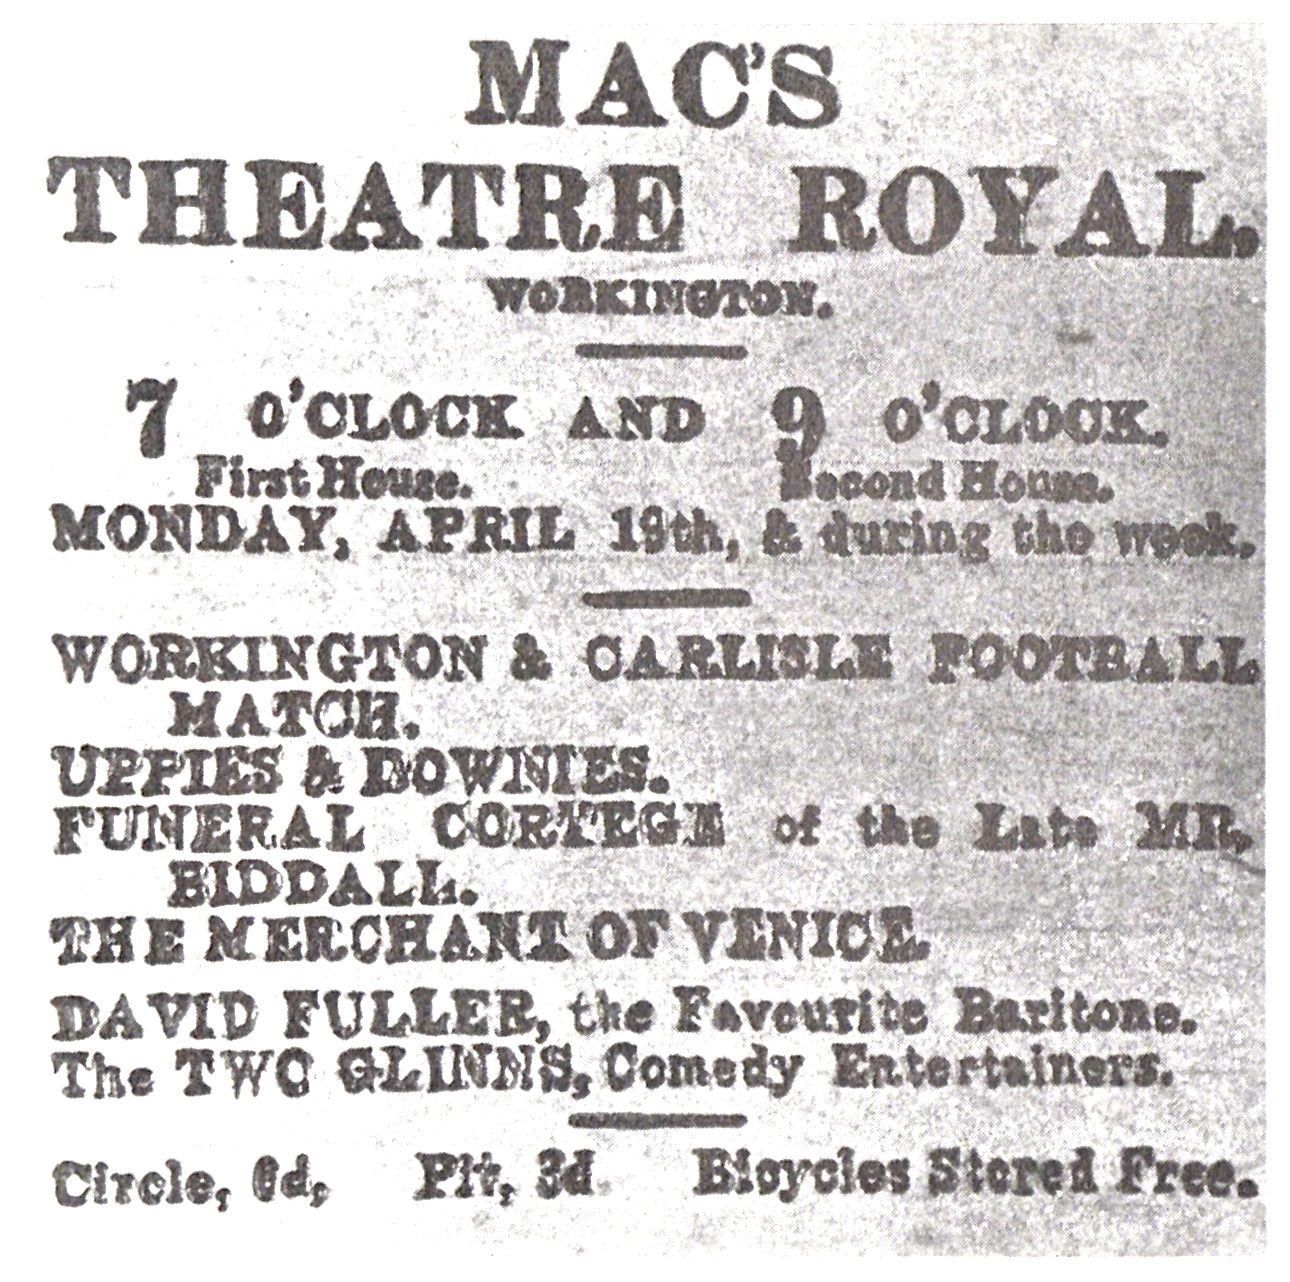 MAC'S
THEATRE ROYAL.
WORKINGTON.
7 O'CLOCK AND 9 O'CLOCK.
First House. Second House.
MONDAY, APRIL 19th, & during the week.
WORKINGTON & CARLISLE FOOTBALL
MATCH.
UPPIES & DOWNIES.
FUNERAL CORTEGE of the Late MR.
BIDDALL.
THE MERCHANT OF VENICE.
DAVID FULLER, the Favourite Baritone.
The TWO GLINNS, Comedy Entertainers.
Circle, 6d, Pit, 3d Bicycles Stored Free.